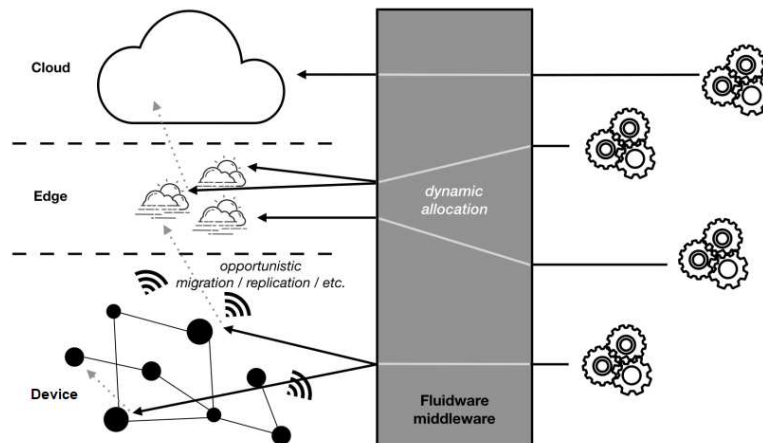 Cloud
Edge
dynamic
allocation
opportunistic
migration / replication / etc.
Device
Fluidware
middleware